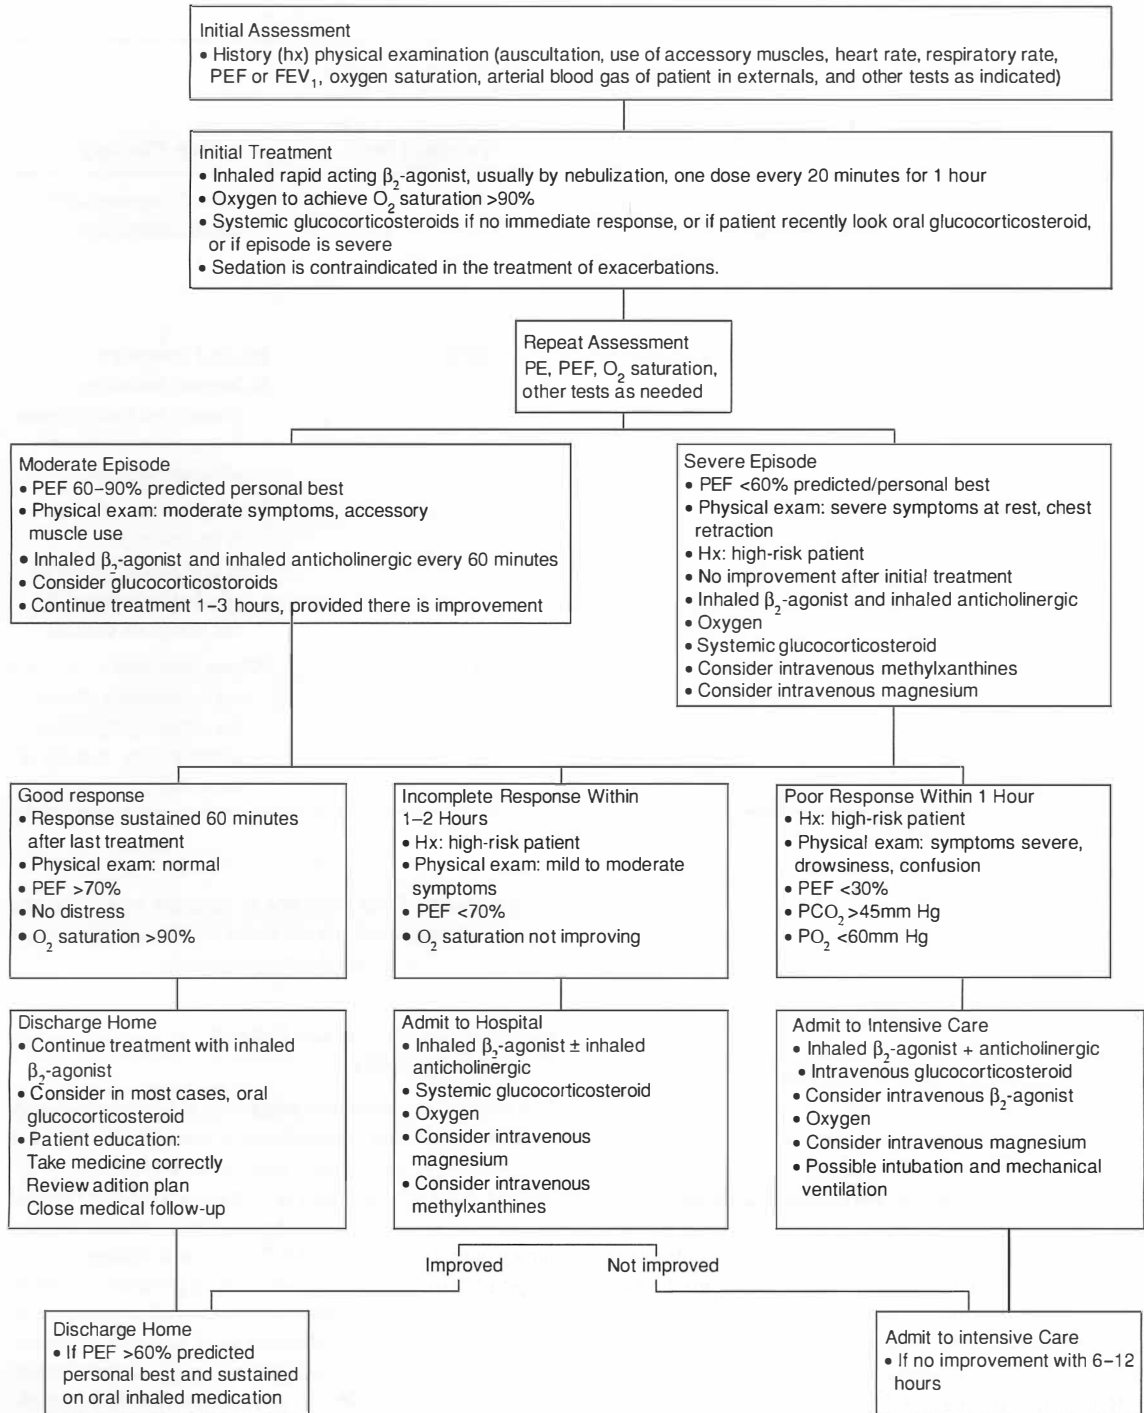 Initial Assessment
• History (hx) physical examination (auscultation, use of accessory muscles, heart rate, respiratory rate,
PEF or FEV₁, oxygen saturation, arterial blood gas of patient in externals, and other tests as indicated)
Initial Treatment
• Inhaled rapid acting β₂-agonist, usually by nebulization, one dose every 20 minutes for 1 hour
• Oxygen to achieve O₂ saturation >90%
• Systemic glucocorticosteroids if no immediate response, or if patient recently look oral glucocorticosteroid,
or if episode is severe
• Sedation is contraindicated in the treatment of exacerbations.
Repeat Assessment
PE, PEF, O₂ saturation,
other tests as needed
Moderate Episode
• PEF 60–90% predicted personal best
• Physical exam: moderate symptoms, accessory
muscle use
• Inhaled β₂-agonist and inhaled anticholinergic every 60 minutes
• Consider glucocorticostoroids
• Continue treatment 1–3 hours, provided there is improvement
Severe Episode
• PEF <60% predicted/personal best
• Physical exam: severe symptoms at rest, chest
retraction
• Hx: high-risk patient
• No improvement after initial treatment
• Inhaled β₂-agonist and inhaled anticholinergic
• Oxygen
• Systemic glucocorticosteroid
• Consider intravenous methylxanthines
• Consider intravenous magnesium
Good response
• Response sustained 60 minutes
after last treatment
• Physical exam: normal
• PEF >70%
• No distress
• O₂ saturation >90%
Incomplete Response Within
1–2 Hours
• Hx: high-risk patient
• Physical exam: mild to moderate
symptoms
• PEF <70%
• O₂ saturation not improving
Poor Response Within 1 Hour
• Hx: high-risk patient
• Physical exam: symptoms severe,
drowsiness, confusion
• PEF <30%
• PCO₂ >45mm Hg
• PO₂ <60mm Hg
Discharge Home
• Continue treatment with inhaled
β₂-agonist
• Consider in most cases, oral
glucocorticosteroid
• Patient education:
Take medicine correctly
Review adition plan
Close medical follow-up
Admit to Hospital
• Inhaled β₂-agonist ± inhaled
anticholinergic
• Systemic glucocorticosteroid
• Oxygen
• Consider intravenous
magnesium
• Consider intravenous
methylxanthines
Admit to Intensive Care
• Inhaled β₂-agonist + anticholinergic
• Intravenous glucocorticosteroid
• Consider intravenous β₂-agonist
• Oxygen
• Consider intravenous magnesium
• Possible intubation and mechanical
ventilation
Improved
Not improved
Discharge Home
• If PEF >60% predicted
personal best and sustained
on oral inhaled medication
Admit to intensive Care
• If no improvement with 6–12
hours